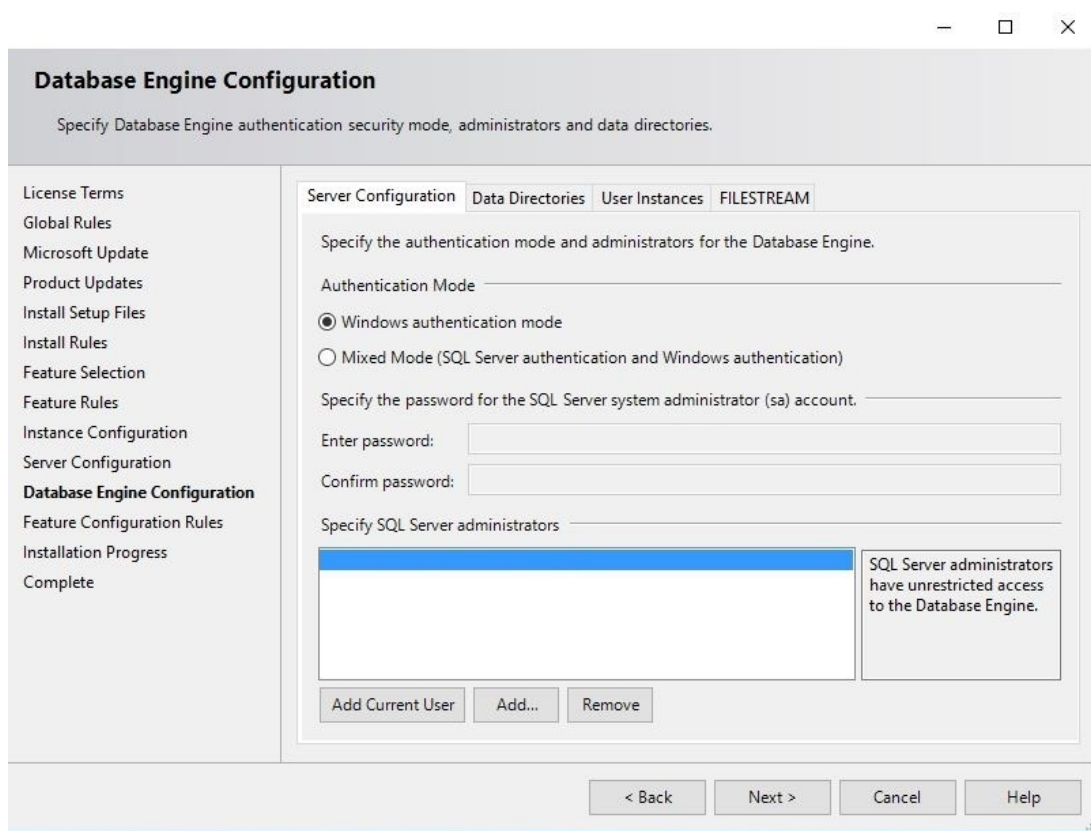 Database Engine Configuration
Specify Database Engine authentication security mode, administrators and data directories.
License Terms
Global Rules
Microsoft Update
Product Updates
Install Setup Files
Install Rules
Feature Selection
Feature Rules
Instance Configuration
Server Configuration
Database Engine Configuration
Feature Configuration Rules
Installation Progress
Complete
Server Configuration Data Directories User Instances FILESTREAM
Specify the authentication mode and administrators for the Database Engine.
Authentication Mode
Windows authentication mode
Mixed Mode (SQL Server authentication and Windows authentication)
Specify the password for the SQL Server system administrator (sa) account.
Enter password:
Confirm password:
Specify SQL Server administrators
SQL Server administrators
have unrestricted access
to the Database Engine.
Add Current User Add... Remove
< Back Next > Cancel Help